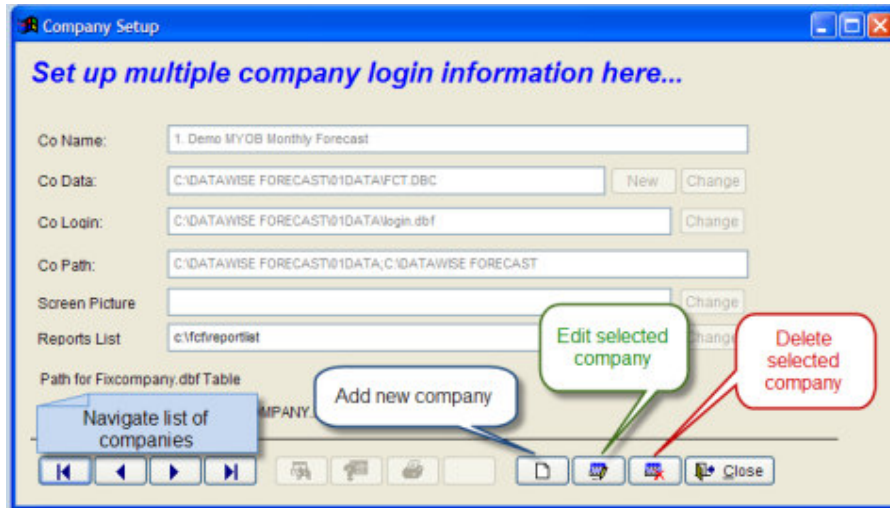 Company Setup
Set up multiple company login information here...
Co Name:
1. Demo MYOB Monthly Forecast
Co Data:
C:\DATAWISE FORECAST\01DATA\FCT.DBC
New
Change
Co Login:
C:\DATAWISE FORECAST\01DATA\login.dbf
Change
Co Path:
C:\DATAWISE FORECAST\01DATA;C:\DATAWISE FORECAST
Screen Picture
Change
Reports List
c:\fct\reportlist
Change
Edit selected
company
Delete
selected
company
Path for Fixcompany.dbf Table
Add new company
Navigate list of
companies
Close